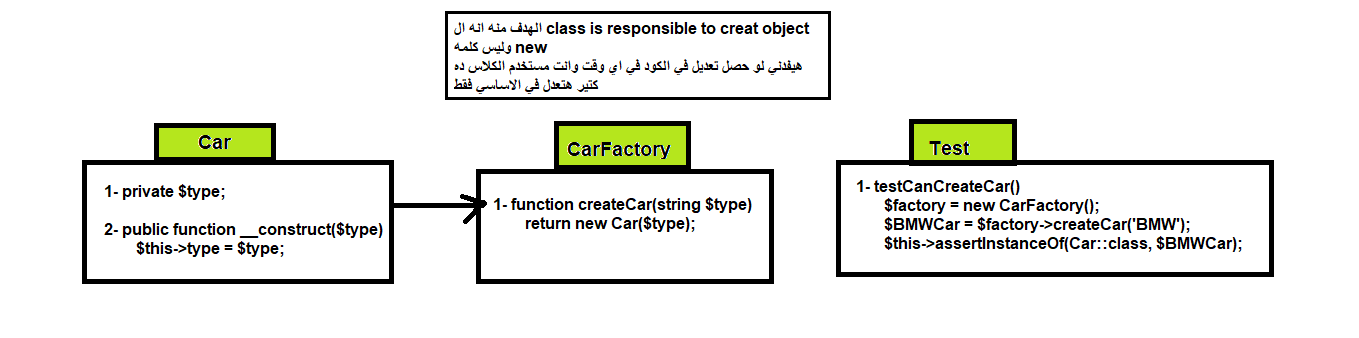 الهدف منه انه ال class is responsible to creat object
وليس كلمه new
هيفدني لو حصل تعديل في الكود في اي وقت وانت مستخدم الكلاس ده
كتير هتعدل في الاساسي فقط
Car
1- private $type;
2- public function __construct($type)
$this->type = $type;
CarFactory
1- function createCar(string $type)
return new Car($type);
Test
1- testCanCreateCar()
$factory = new CarFactory();
$BMWCar = $factory->createCar('BMW');
$this->assertInstanceOf(Car::class, $BMWCar);